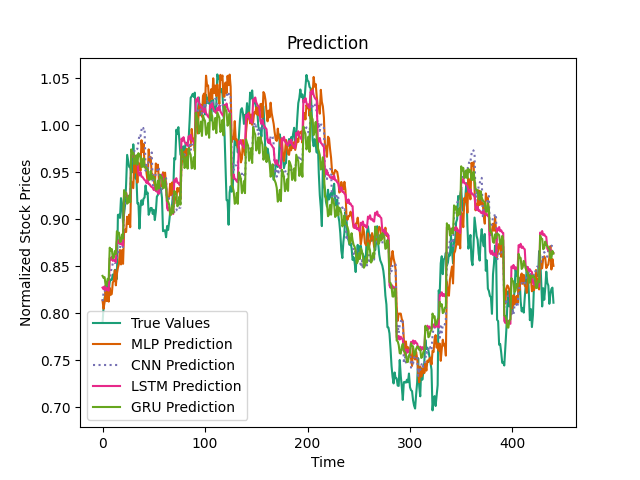 Prediction
Normalized Stock Prices
1.05
1.00
0.95
0.90
0.85
0.80
0.75
0.70
True Values
MLP Prediction
CNN Prediction
LSTM Prediction
GRU Prediction
0
100
200
300
400
Time